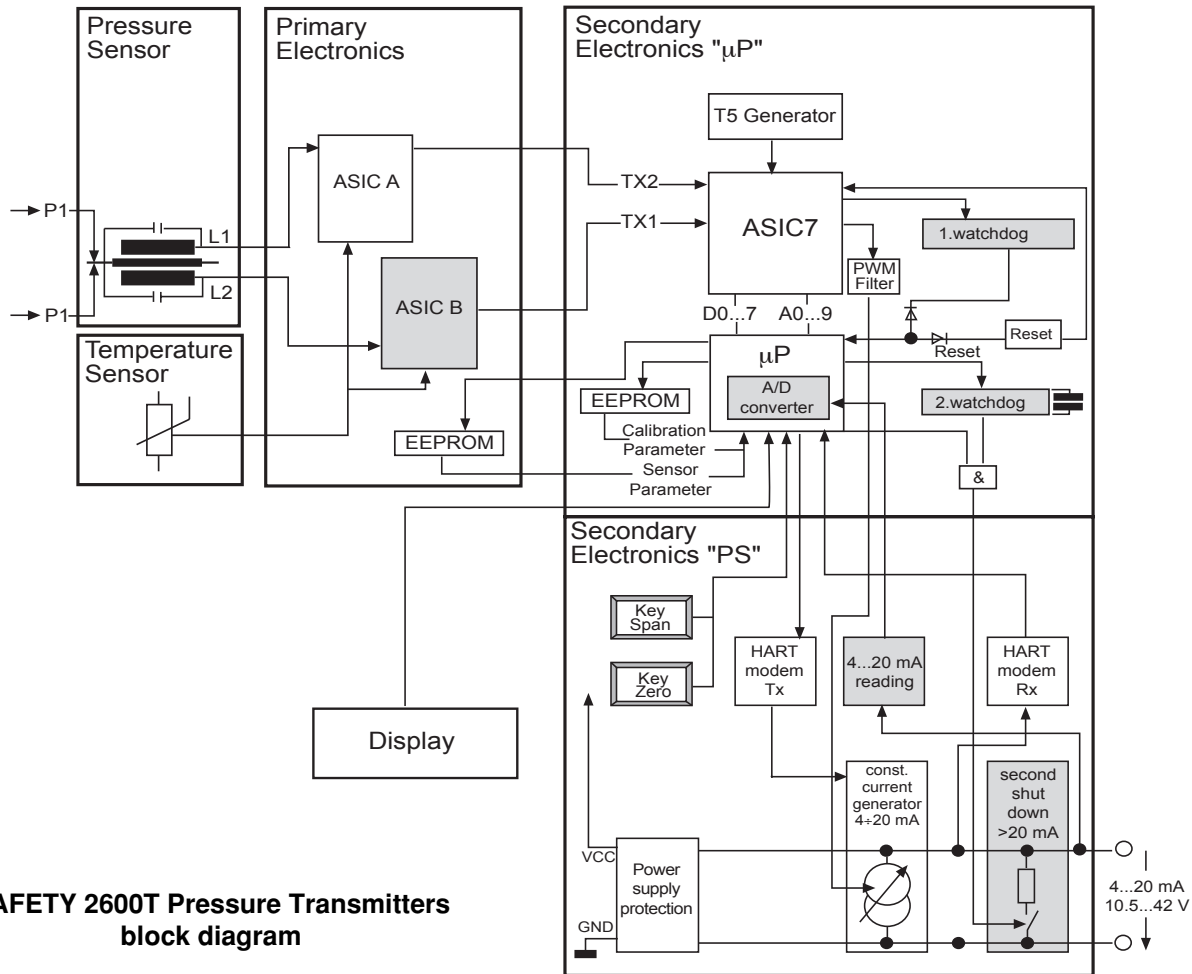 Pressure
Sensor
Primary
Electronics
Secondary
Electronics "μP"
T5 Generator
ASIC A
TX2
P1
L1
TX1
ASIC7
1.watchdog
L2
ASIC B
PWM
Filter
P1
D0...7
A0...9
Temperature
Sensor
μP
Reset
Reset
A/D
converter
EEPROM
2.watchdog
EEPROM
Calibration
Parameter
Sensor
Parameter
&
Secondary
Electronics "PS"
Key
Span
Key
Zero
HART
modem
Tx
4...20 mA
reading
HART
modem
Rx
Display
const.
current
generator
4÷20 mA
second
shut
down
>20 mA
VCC
Power
supply
protection
GND
4...20 mA
10.5...42 V
AFETY 2600T Pressure Transmitters
block diagram